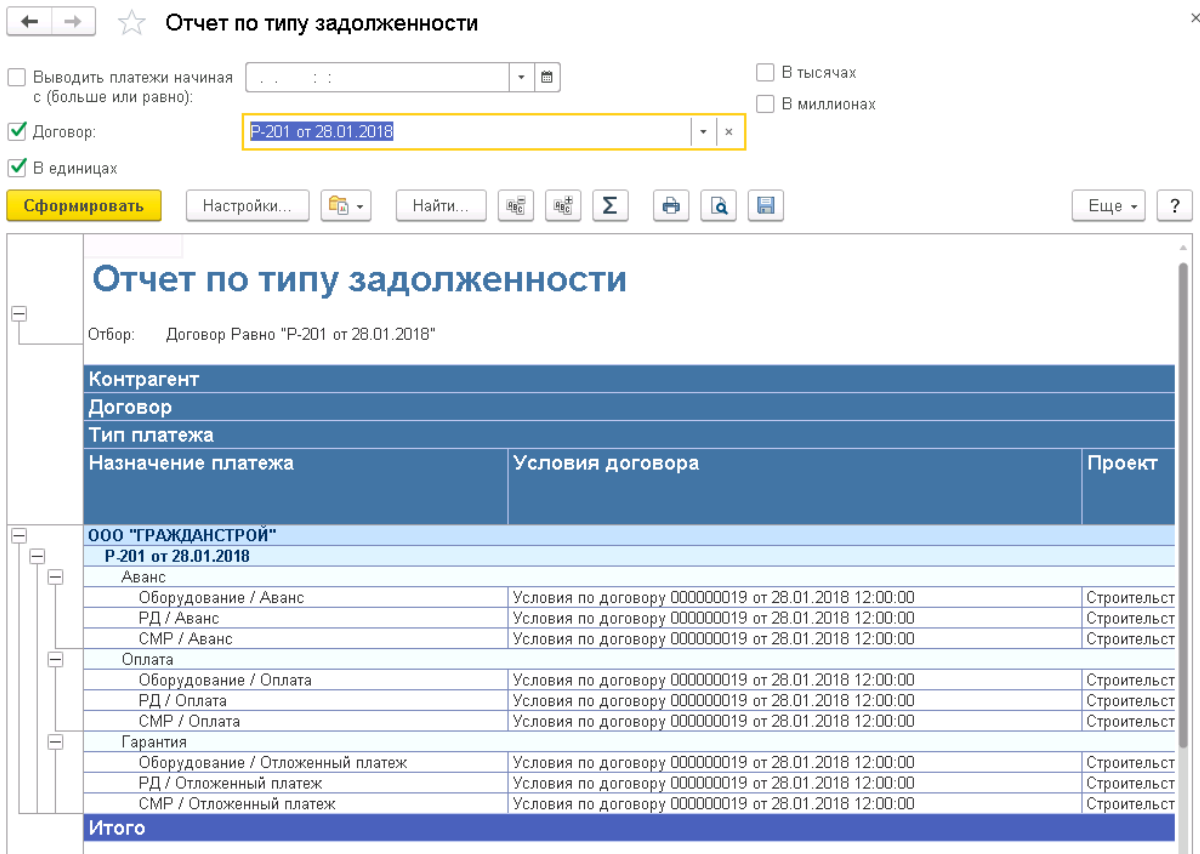 Отчет по типу задолженности
Выводить платежи начиная
с (больше или равно):
. . : :
В тысячах
В миллионах
Договор:
Р-201 от 28.01.2018
В единицах
Сформировать
Настройки...
Найти...
Еще
?
Отчет по типу задолженности
Отбор: Договор Равно "Р-201 от 28.01.2018"
Контрагент
Договор
Тип платежа
Назначение платежа Условия договора Проект
ООО "ГРАЖДАНСТРОЙ"
Р-201 от 28.01.2018
Аванс
Оборудование / Аванс Условия по договору 000000019 от 28.01.2018 12:00:00 Строительст
РД / Аванс Условия по договору 000000019 от 28.01.2018 12:00:00 Строительст
СМР / Аванс Условия по договору 000000019 от 28.01.2018 12:00:00 Строительст
Оплата
Оборудование / Оплата Условия по договору 000000019 от 28.01.2018 12:00:00 Строительст
РД / Оплата Условия по договору 000000019 от 28.01.2018 12:00:00 Строительст
СМР / Оплата Условия по договору 000000019 от 28.01.2018 12:00:00 Строительст
Гарантия
Оборудование / Отложенный платеж Условия по договору 000000019 от 28.01.2018 12:00:00 Строительст
РД / Отложенный платеж Условия по договору 000000019 от 28.01.2018 12:00:00 Строительст
СМР / Отложенный платеж Условия по договору 000000019 от 28.01.2018 12:00:00 Строительст
Итого